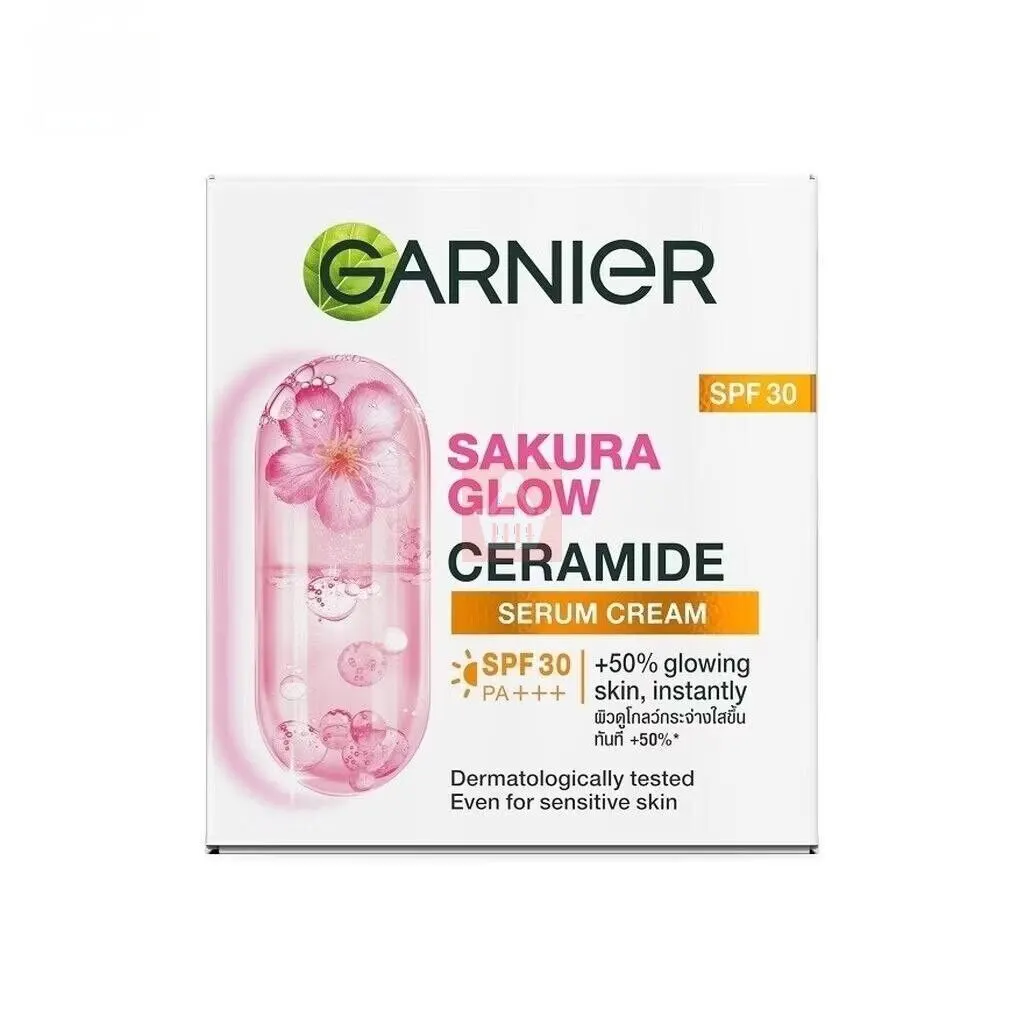 GARNIER
SPF 30
SAKURA
GLOW
CERAMIDE
SERUM CREAM
SPF 30
PA+++
+50% glowing
skin, instantly
ผิวดูโกลว์กระจ่างใสขึ้น
ทันที +50%*
Dermatologically tested
Even for sensitive skin